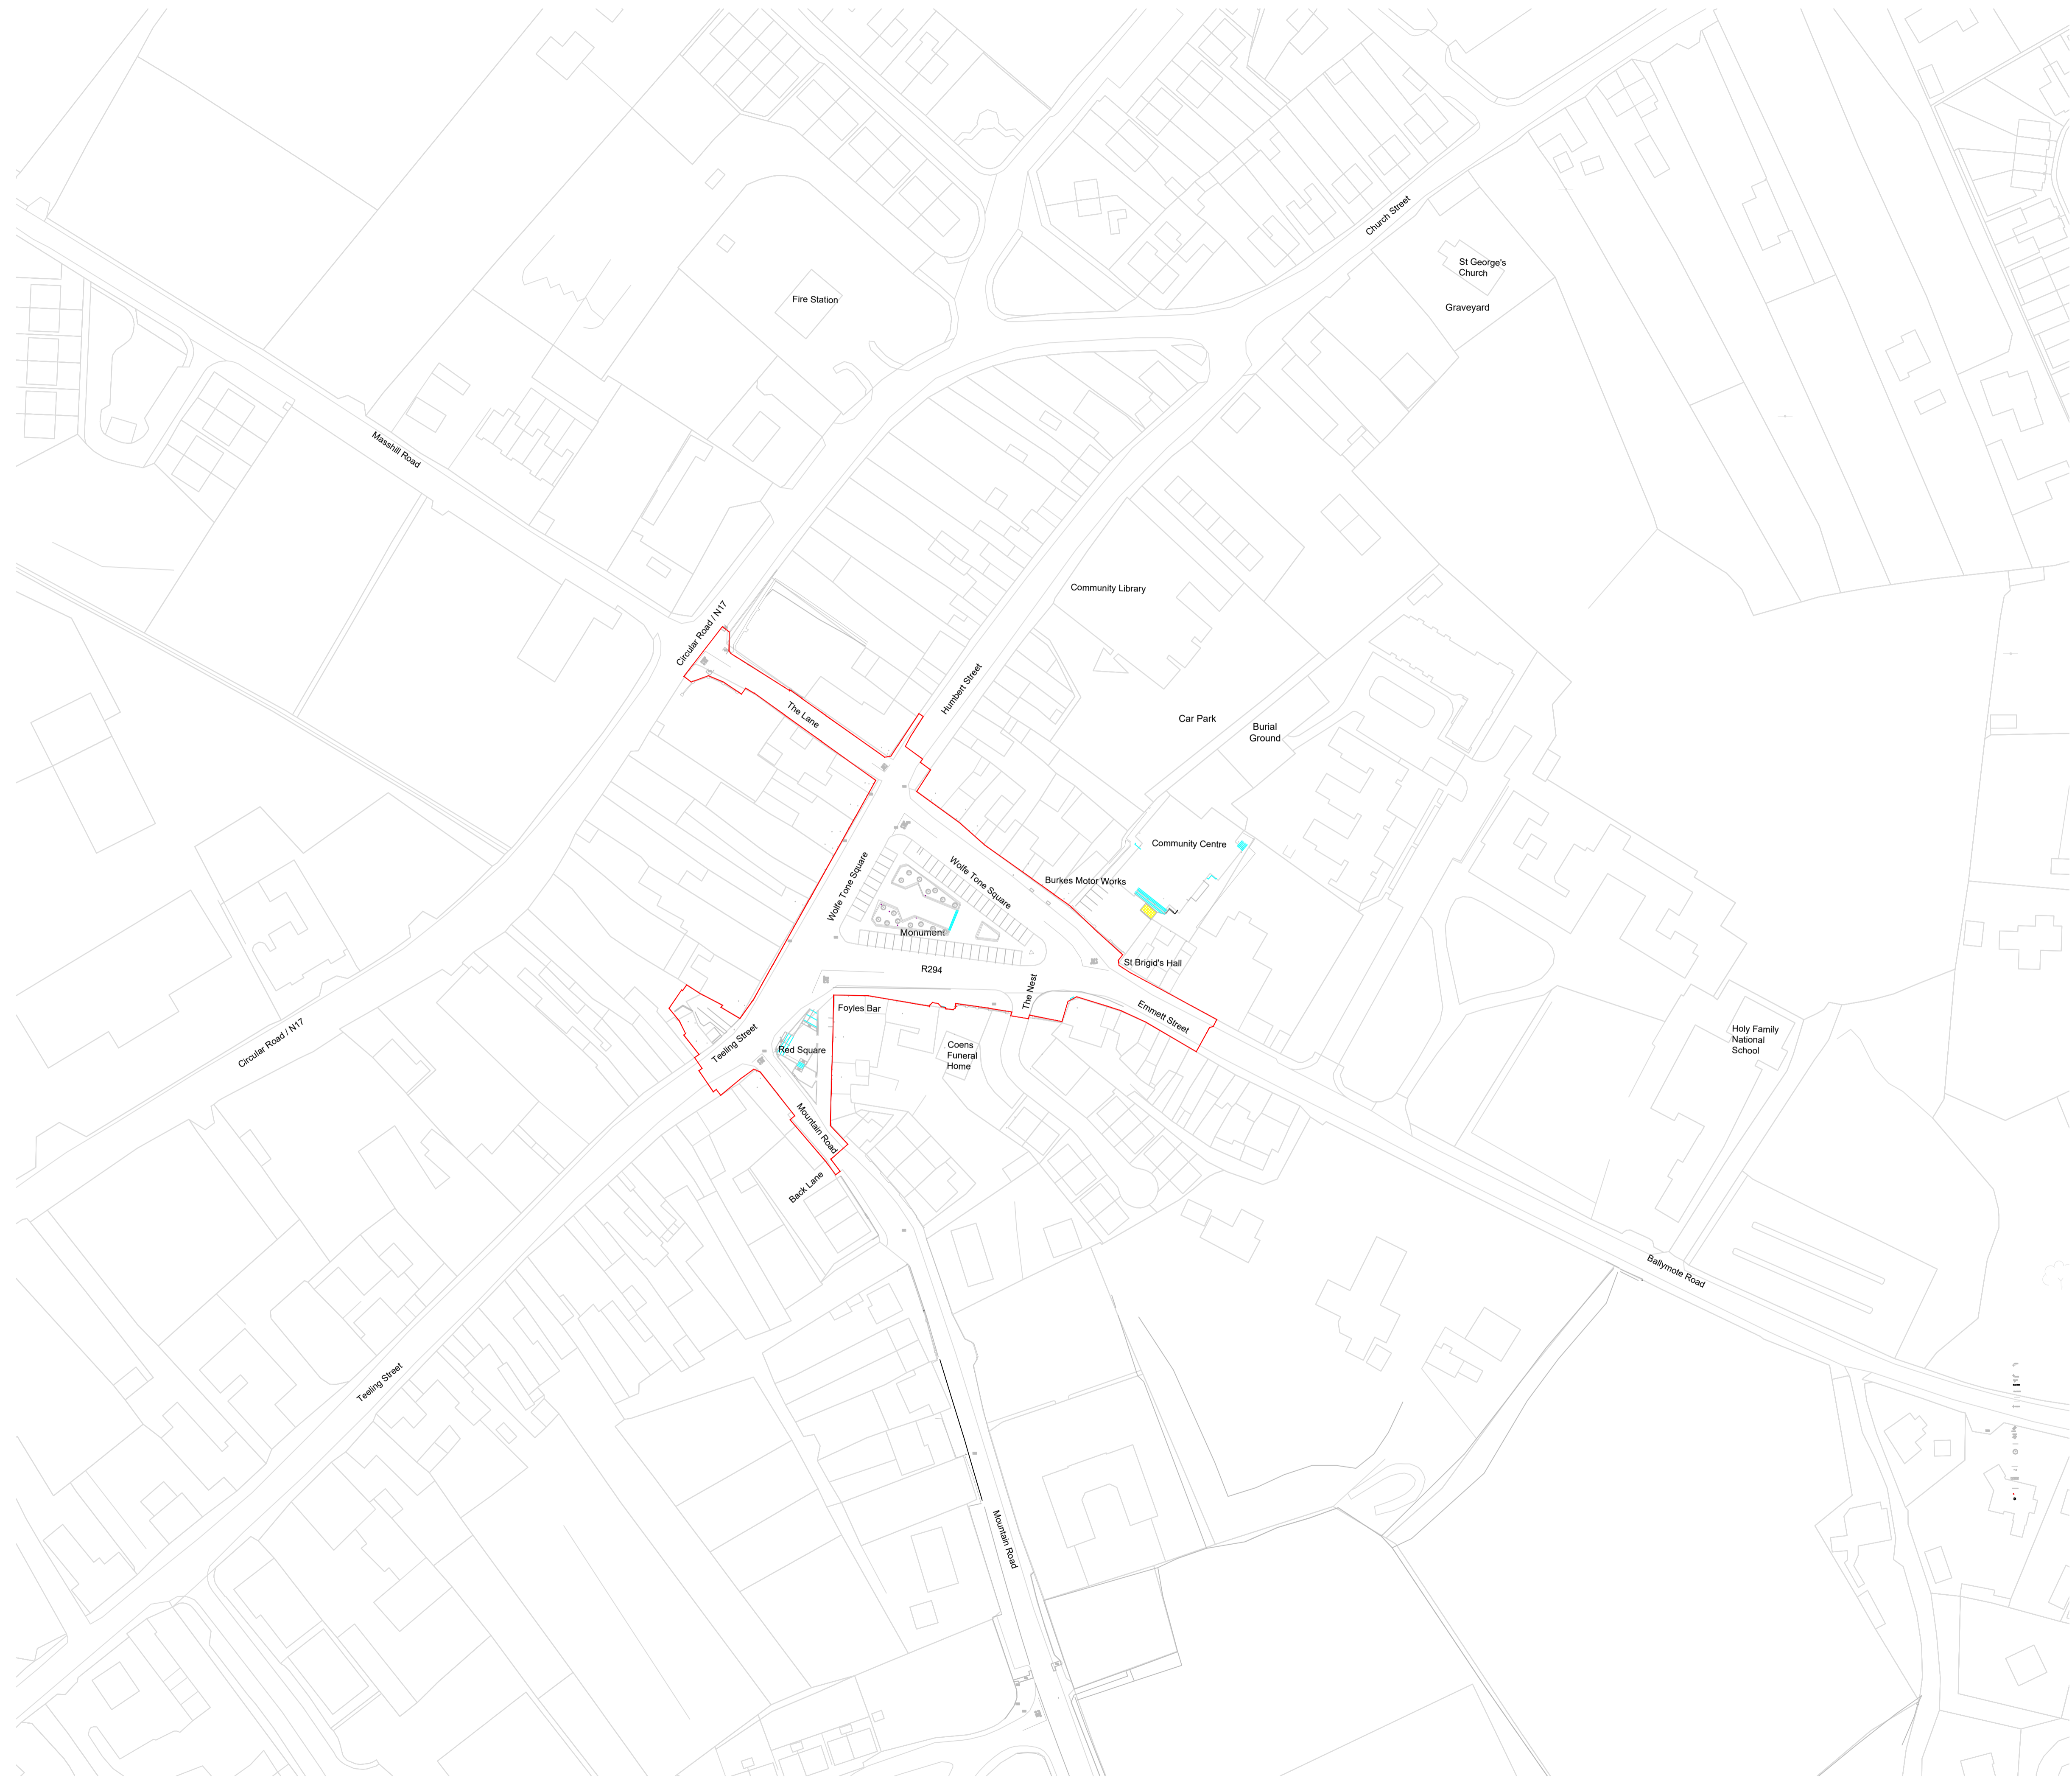 Church Street
St George's
Church
Graveyard
Fire Station
Masshill Road
Community Library
Circular Road / N17
Humbert Street
The Lane
Car Park
Burial
Ground
Community Centre
Wolfe Tone Square
Wolfe Tone Square
Burkes Motor Works
Monument
St Brigid's Hall
R294
The Nest
Foyles Bar
Emmett Street
Circular Road / N17
Teeling Street
Red Square
Coens
Funeral
Home
Holy Family
National
School
Mountain Road
Back Lane
Ballymote Road
Teeling Street
Mountain Road